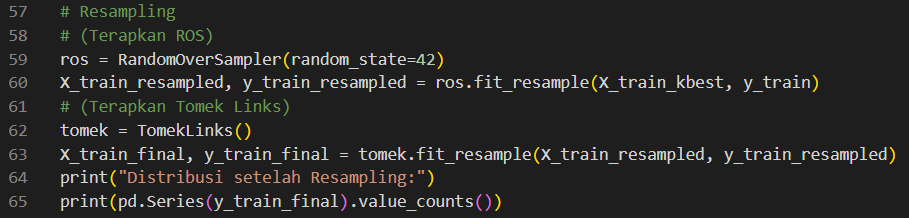 57 # Resampling
58 # (Terapkan ROS)
59 ros = RandomOverSampler(random_state=42)
60 X_train_resampled, y_train_resampled = ros.fit_resample(X_train_kbest, y_train)
61 # (Terapkan Tomek Links)
62 tomek = TomekLinks()
63 X_train_final, y_train_final = tomek.fit_resample(X_train_resampled, y_train_resampled)
64 print("Distribusi setelah Resampling:")
65 print(pd.Series(y_train_final).value_counts())